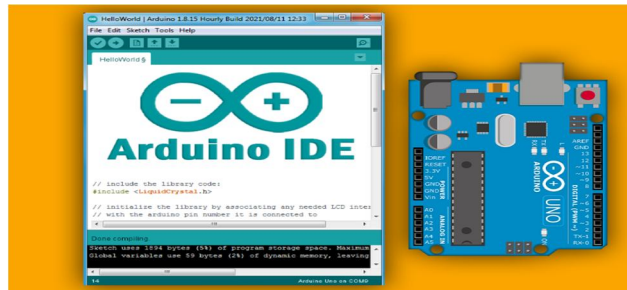 HelloWorld | Arduino 1.8.15 Hourly Build 2021/08/11 12:33
File Edit Sketch Tools Help
HelloWorld §
Arduino IDE
// include the library code:
#include <LiquidCrystal.h>
// initialize the library by associating any needed LCD inter
// with the arduino pin number it is connected to
Done compiling.
Sketch uses 1894 bytes (5%) of program storage space. Maximum
Global variables use 59 bytes (2%) of dynamic memory, leaving
14
Arduino Uno on COM9
IOREF
RESET
3.3V
5V
GND
GND
Vin
POWER
A0
A1
A2
A3
A4
A5
ANALOG IN
ARDUINO
UNO
TX
RX
L
ON
AREF
GND
13
12
~11
~10
~9
8
7
~6
~5
4
~3
2
TX-1
RX-0
DIGITAL (PWM ~)